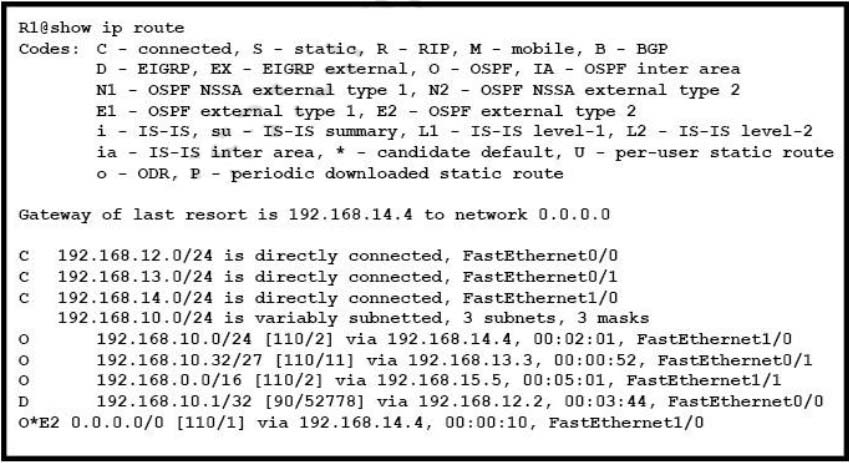 R1@show ip route
Codes: C - connected, S - static, R - RIP, M - mobile, B - BGP
D - EIGRP, EX - EIGRP external, O - OSPF, IA - OSPF inter area
N1 - OSPF NSSA external type 1, N2 - OSPF NSSA external type 2
E1 - OSPF external type 1, E2 - OSPF external type 2
i - IS-IS, su - IS-IS summary, L1 - IS-IS level-1, L2 - IS-IS level-2
ia - IS-IS inter area, * - candidate default, U - per-user static route
o - ODR, P - periodic downloaded static route
Gateway of last resort is 192.168.14.4 to network 0.0.0.0
C 192.168.12.0/24 is directly connected, FastEthernet0/0
C 192.168.13.0/24 is directly connected, FastEthernet0/1
C 192.168.14.0/24 is directly connected, FastEthernet1/0
192.168.10.0/24 is variably subnetted, 3 subnets, 3 masks
O 192.168.10.0/24 [110/2] via 192.168.14.4, 00:02:01, FastEthernet1/0
O 192.168.10.32/27 [110/11] via 192.168.13.3, 00:00:52, FastEthernet0/1
O 192.168.0.0/16 [110/2] via 192.168.15.5, 00:05:01, FastEthernet1/1
D 192.168.10.1/32 [90/52778] via 192.168.12.2, 00:03:44, FastEthernet0/0
O*E2 0.0.0.0/0 [110/1] via 192.168.14.4, 00:00:10, FastEthernet1/0